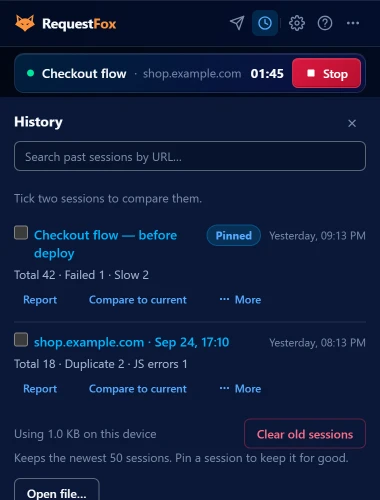 RequestFox
Checkout flow · shop.example.com 01:45 Stop
History
Search past sessions by URL...
Tick two sessions to compare them.
Checkout flow — before deploy
Pinned
Yesterday, 09:13 PM
Total 42 · Failed 1 · Slow 2
Report Compare to current ··· More
shop.example.com · Sep 24, 17:10 Yesterday, 08:13 PM
Total 18 · Duplicate 2 · JS errors 1
Report Compare to current ··· More
Using 1.0 KB on this device Clear old sessions
Keeps the newest 50 sessions. Pin a session to keep it for good.
Open file...